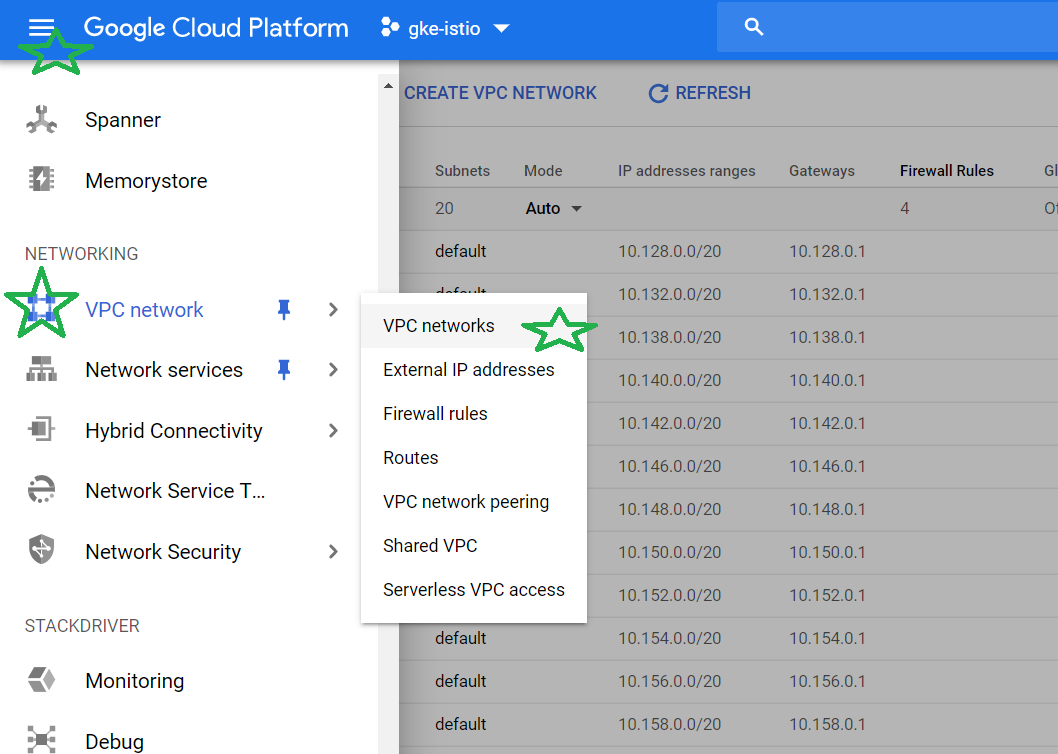 Google Cloud Platform gke-istio
CREATE VPC NETWORK REFRESH
Spanner
Memorystore
NETWORKING
VPC network
Network services
Hybrid Connectivity
Network Service T...
Network Security
STACKDRIVER
Monitoring
Debug
VPC networks
External IP addresses
Firewall rules
Routes
VPC network peering
Shared VPC
Serverless VPC access
Subnets Mode IP addresses ranges Gateways Firewall Rules
20 Auto 4
default 10.128.0.0/20 10.128.0.1
default 10.132.0.0/20 10.132.0.1
10.138.0.0/20 10.138.0.1
10.140.0.0/20 10.140.0.1
10.142.0.0/20 10.142.0.1
10.146.0.0/20 10.146.0.1
10.148.0.0/20 10.148.0.1
10.150.0.0/20 10.150.0.1
10.152.0.0/20 10.152.0.1
default 10.154.0.0/20 10.154.0.1
default 10.156.0.0/20 10.156.0.1
default 10.158.0.0/20 10.158.0.1